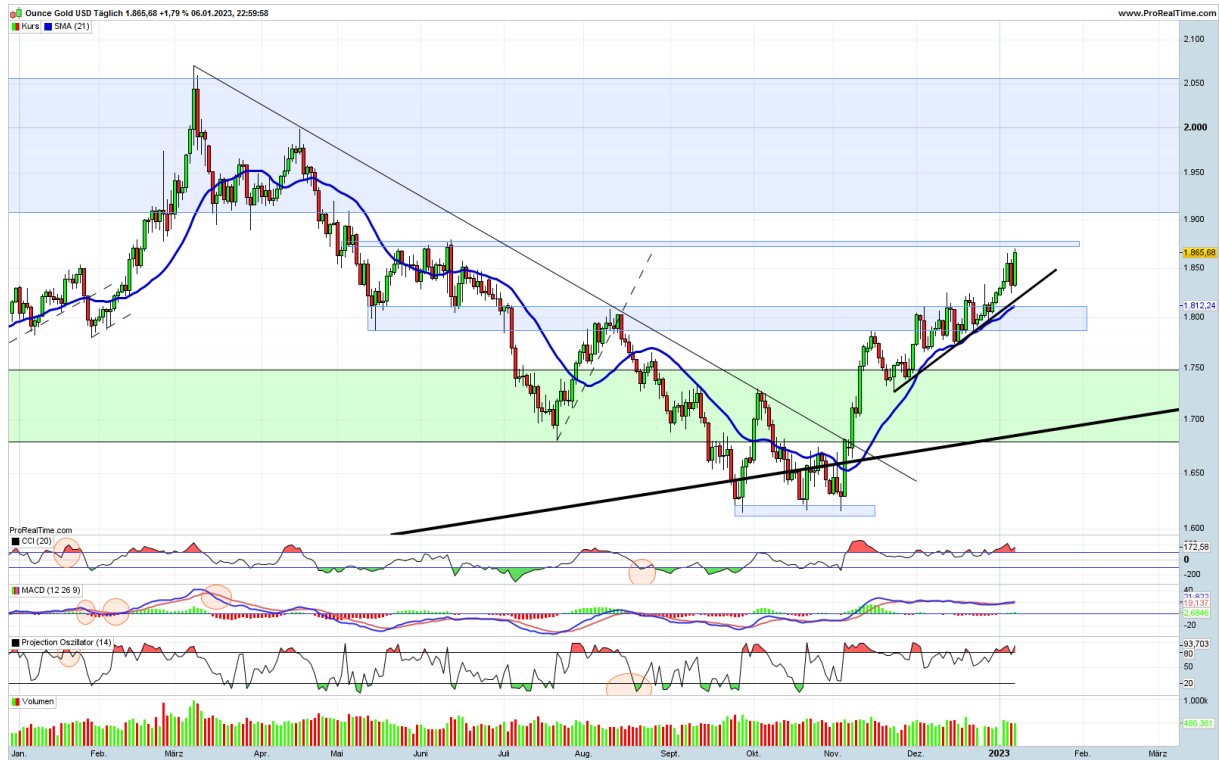 Ounce Gold USD Täglich 1.865,68 +1,79 % 06.01.2023, 22:59:58
www.ProRealTime.com
Kurs SMA (21)
2.100
2.050
2.000
1.950
1.900
1.865,68
1.850
1.812,24
1.800
1.750
1.700
1.650
1.600
ProRealTime.com
CCI (20)
172,58
0
-200
MACD (12 26 9)
40
19,137
-20
Projection Oszillator (14)
93,703
80
50
20
Volumen
1.000k
486.361
Jan. Feb. März Apr. Mai Juni Juli Aug. Sept. Okt. Nov. Dez. 2023 Feb. März